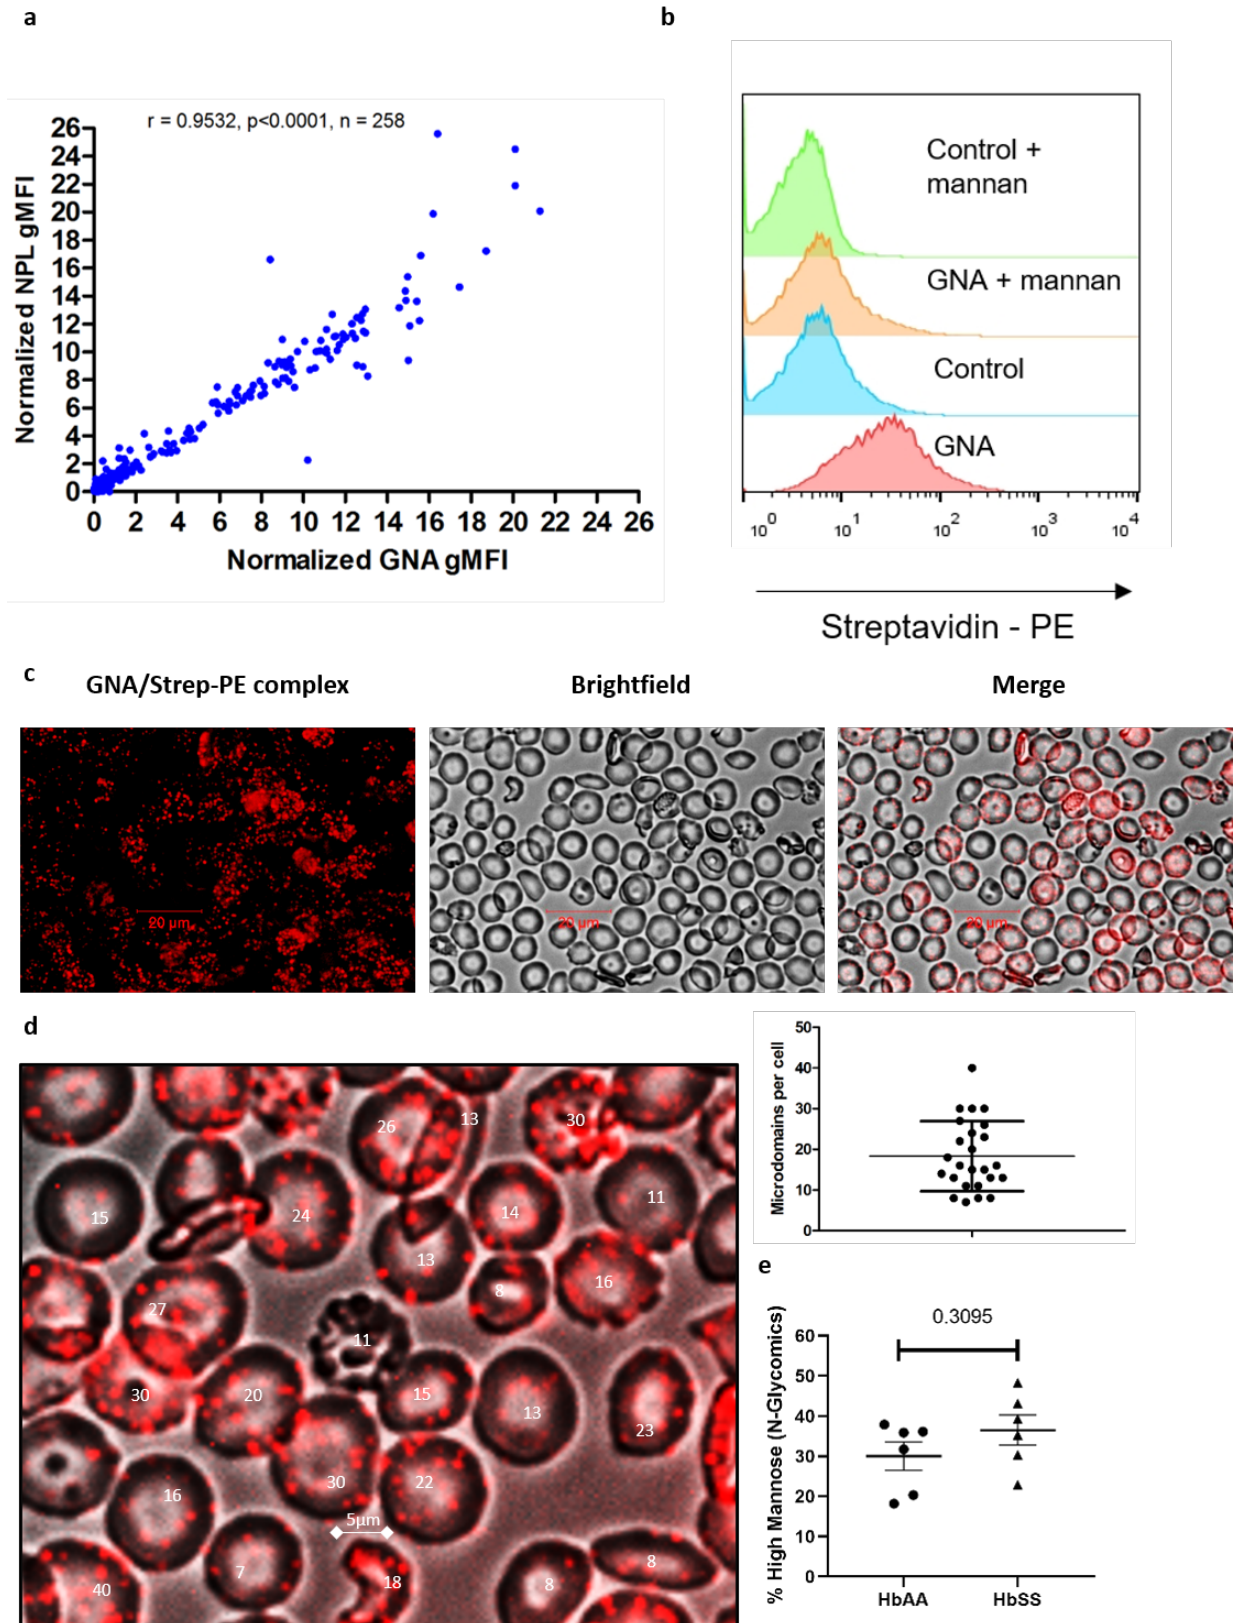 a
b
r = 0.9532, p<0.0001, n = 258
26
24
22
20
18
16
14
12
10
8
6
4
2
0
Normalized NPL gMFI
0 2 4 6 8 10 12 14 16 18 20 22 24 26
Normalized GNA gMFI
Control +
mannan
GNA + mannan
Control
GNA
10^0 10^1 10^2 10^3 10^4
Streptavidin - PE
c
GNA/Strep-PE complex
Brightfield
Merge
20 µm
20 µm
20 µm
d
26
13
30
15
24
14
11
13
8
16
27
11
30
20
15
13
23
16
30
22
5µm
40
7
18
8
8
50
40
30
20
10
0
Microdomains per cell
e
0.3095
60
50
40
30
20
10
0
% High Mannose (N-Glycomics)
HbAA HbSS